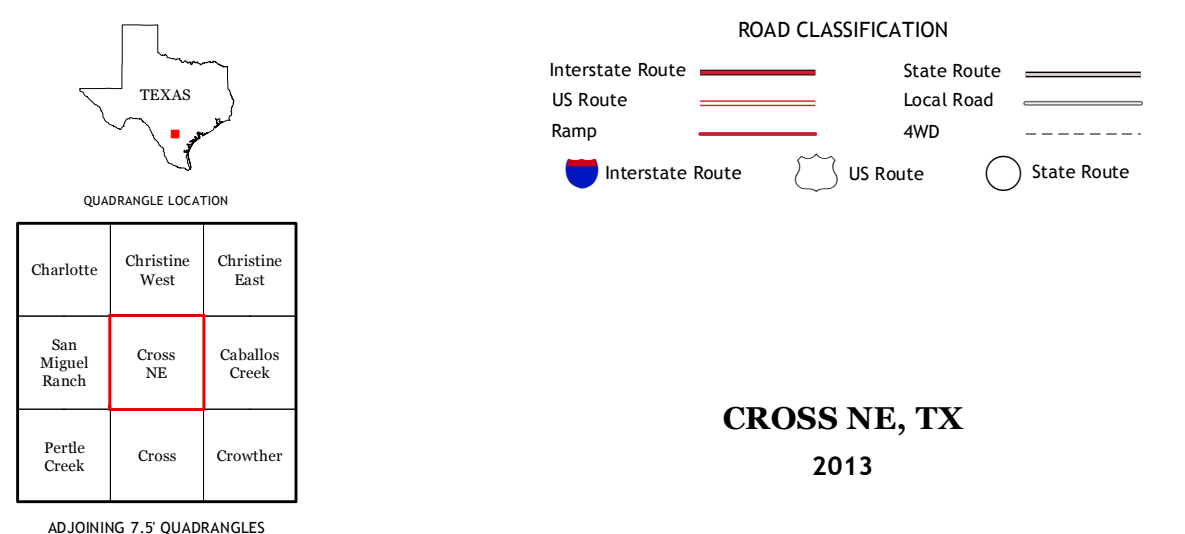 TEXAS
QUADRANGLE LOCATION
Charlotte
Christine
West
Christine
East
San
Miguel
Ranch
Cross
NE
Caballos
Creek
Pertle
Creek
Cross
Crowther
ADJOINING 7.5' QUADRANGLES
ROAD CLASSIFICATION
Interstate Route
State Route
US Route
Local Road
Ramp
4WD
Interstate Route
US Route
State Route
CROSS NE, TX
2013